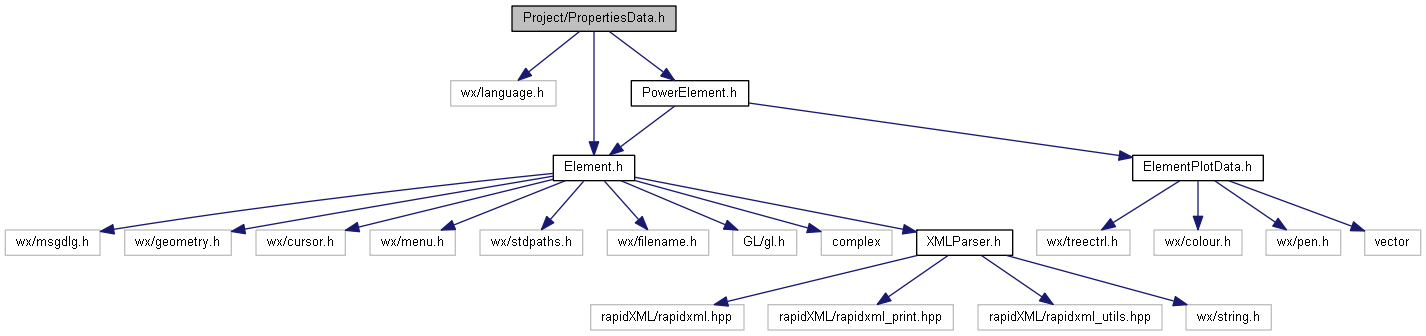 Project/PropertiesData.h
wx/language.h
PowerElement.h
Element.h
ElementPlotData.h
wx/msgdlg.h
wx/geometry.h
wx/cursor.h
wx/menu.h
wx/stdpaths.h
wx/filename.h
GL/gl.h
complex
XMLParser.h
wx/treectrl.h
wx/colour.h
wx/pen.h
vector
rapidXML/rapidxml.hpp
rapidXML/rapidxml_print.hpp
rapidXML/rapidxml_utils.hpp
wx/string.h